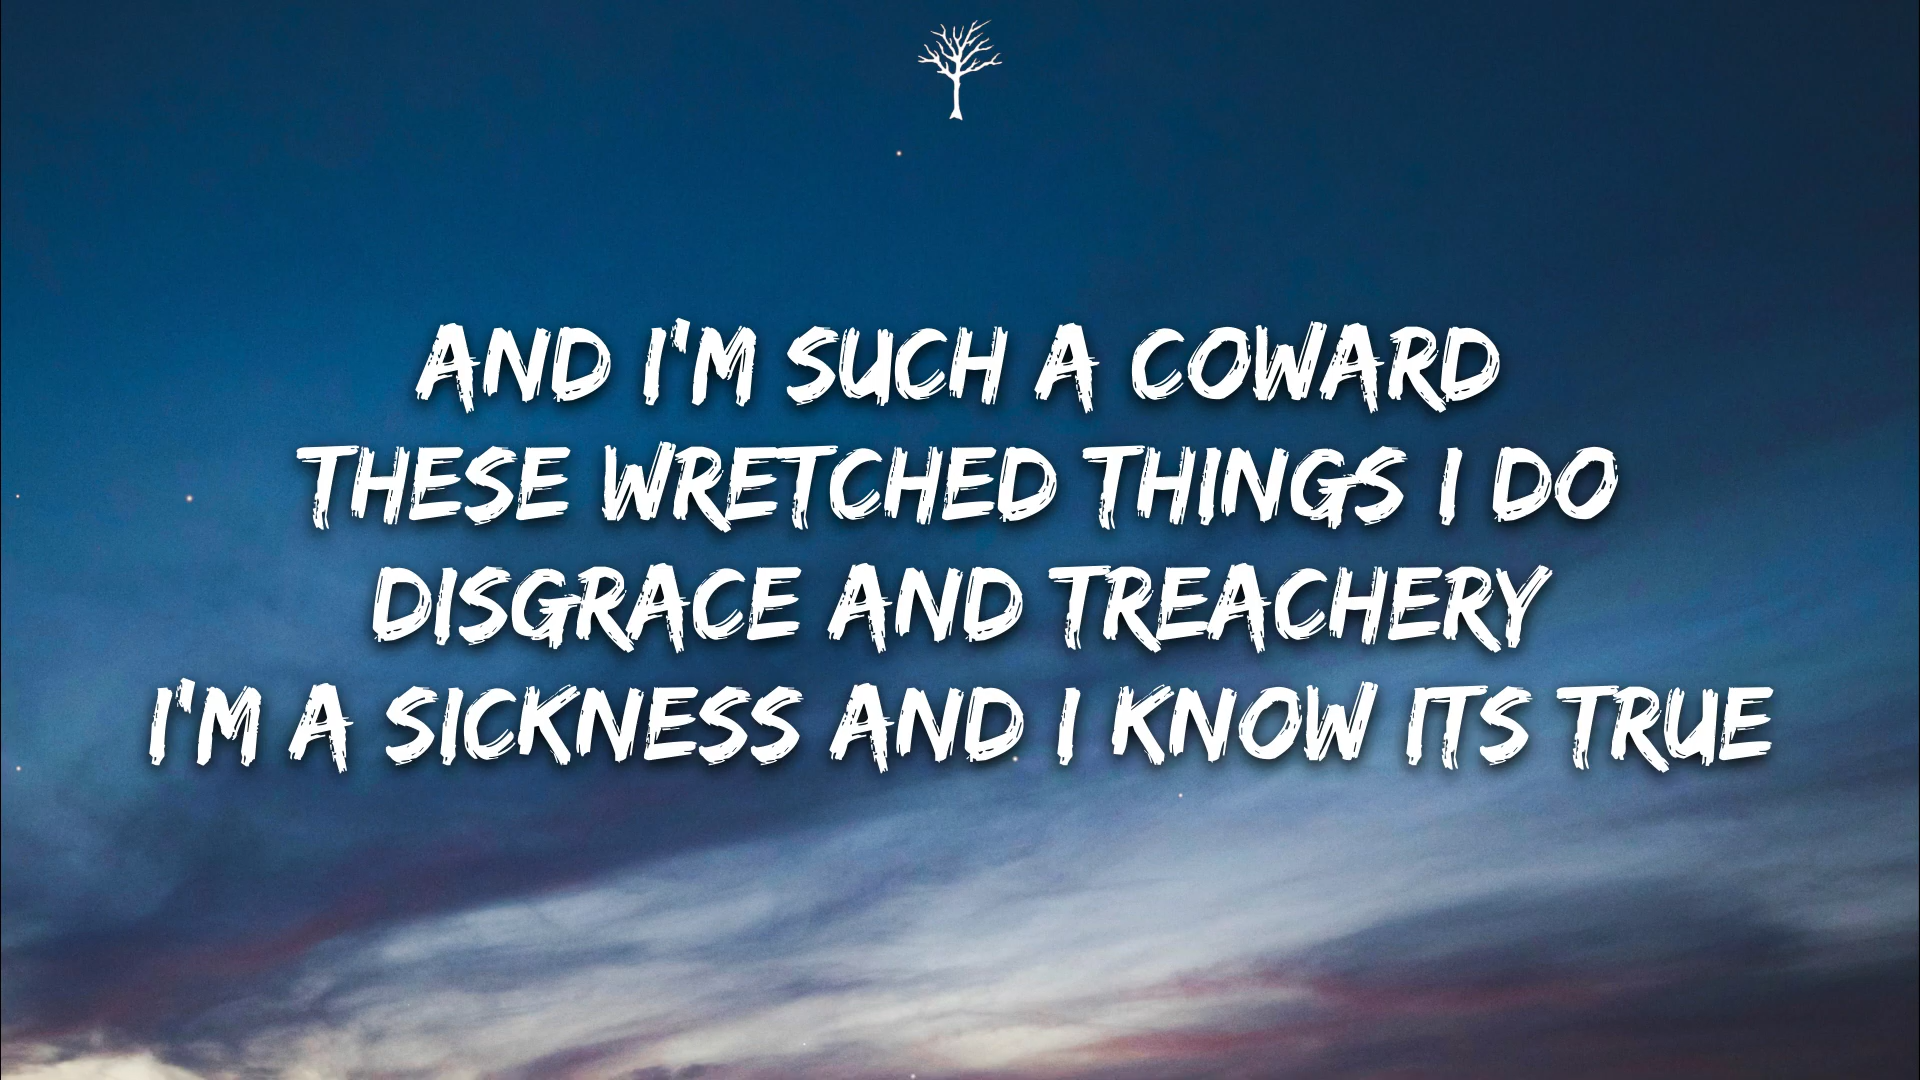 AND I'M SUCH A COWARD
THESE WRETCHED THINGS I DO
DISGRACE AND TREACHERY
I'M A SICKNESS AND I KNOW ITS TRUE